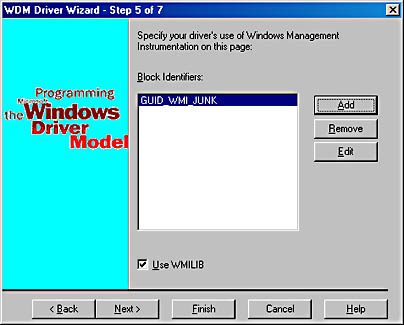 WDM Driver Wizard - Step 5 of 7
Specify your driver's use of Windows Management
Instrumentation on this page:
Block Identifiers:
GUID_WMI_JUNK
Add
Remove
Edit
Programming
Microsoft
the Windows
Driver
Model
Use WMILIB
< Back
Next >
Finish
Cancel
Help